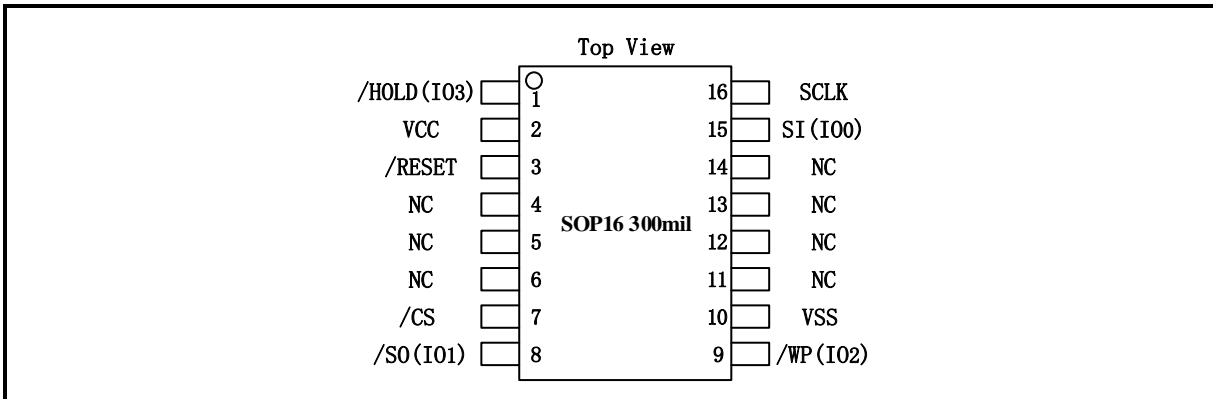 Top View
/HOLD(IO3) 1 16 SCLK
VCC 2 15 SI(IO0)
/RESET 3 14 NC
NC 4 13 NC
SOP16 300mil
NC 5 12 NC
NC 6 11 NC
/CS 7 10 VSS
/SO(IO1) 8 9 /WP(IO2)